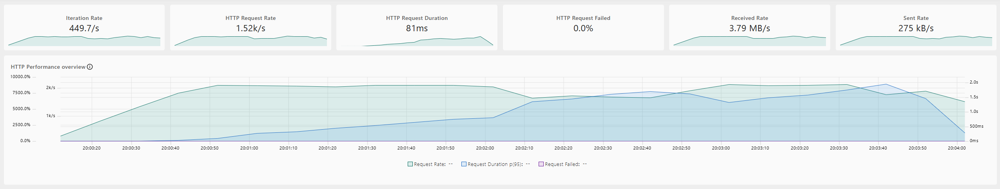 Iteration Rate
449.7/s
HTTP Request Rate
1.52k/s
HTTP Request Duration
81ms
HTTP Request Failed
0.0%
Received Rate
3.79 MB/s
Sent Rate
275 kB/s
HTTP Performance overview
10000.0%
7500.0%
5000.0%
2500.0%
0.0%
2k/s
1k/s
2.0s
1.5s
1.0s
500ms
0ms
20:00:20 20:00:30 20:00:40 20:00:50 20:01:00 20:01:10 20:01:20 20:01:30 20:01:40 20:01:50 20:02:00 20:02:10 20:02:20 20:02:30 20:02:40 20:02:50 20:03:00 20:03:10 20:03:20 20:03:30 20:03:40 20:03:50 20:04:00
Request Rate: -- Request Duration p(95): -- Request Failed: --